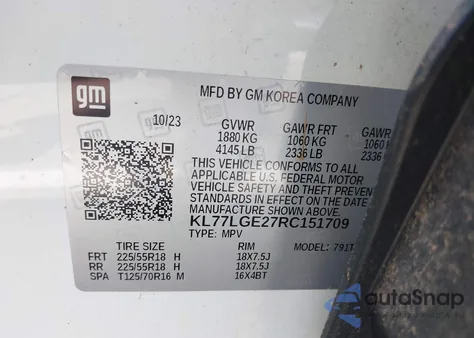 gm
MFD BY GM KOREA COMPANY
10/23 GVWR GAWR FRT GAWR
1880 KG 1060 KG 1060
4145 LB 2336 LB 2336
THIS VEHICLE CONFORMS TO ALL
APPLICABLE U.S. FEDERAL MOTOR
VEHICLE SAFETY AND THEFT
PREVENTION STANDARDS IN EFFECT
ON THE DATE OF MANUFACTURE
SHOWN ABOVE.
KL77LGE27RC151709
TYPE: MPV MODEL: 791T
TIRE SIZE RIM
FRT 225/55R18 H 18X7.5J
RR 225/55R18 H 18X7.5J
SPA T125/70R16 M 16X4BT
autoSnap